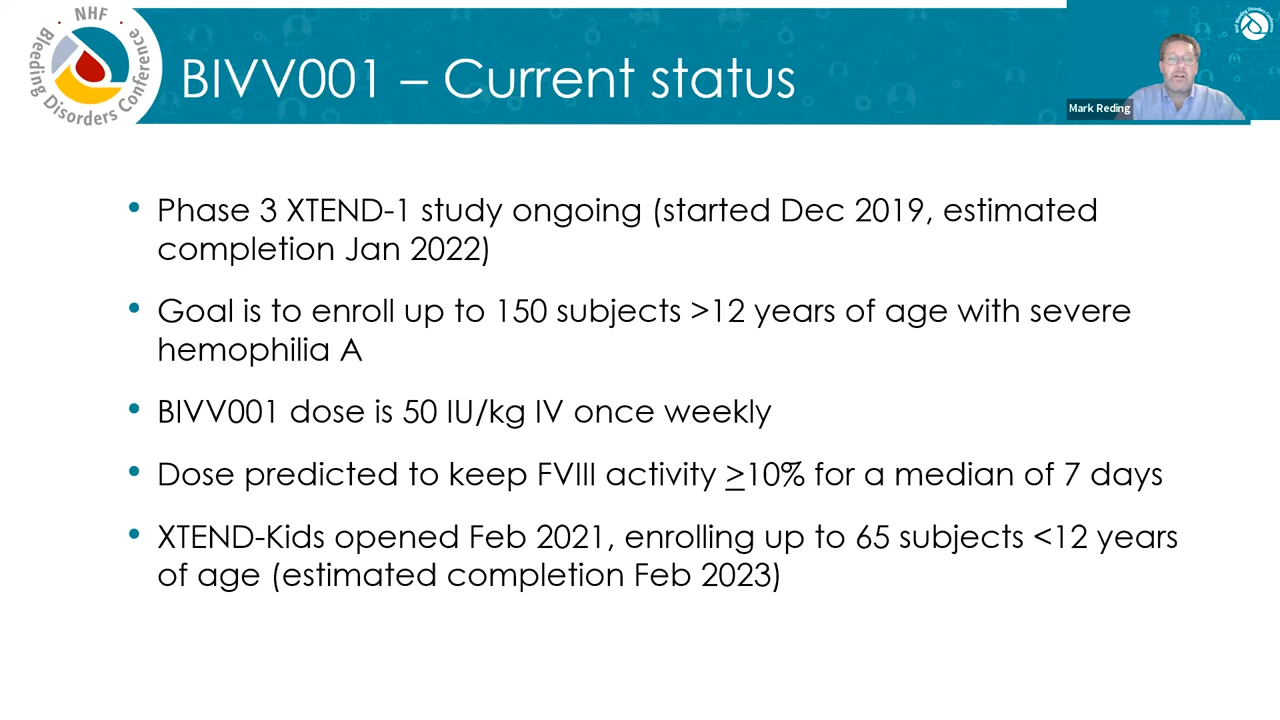 NHF
Bleeding Disorders Conference
BIVV001 – Current status
Mark Reding
• Phase 3 XTEND-1 study ongoing (started Dec 2019, estimated
completion Jan 2022)
• Goal is to enroll up to 150 subjects >12 years of age with severe
hemophilia A
• BIVV001 dose is 50 IU/kg IV once weekly
• Dose predicted to keep FVIII activity ≥10% for a median of 7 days
• XTEND-Kids opened Feb 2021, enrolling up to 65 subjects <12 years
of age (estimated completion Feb 2023)